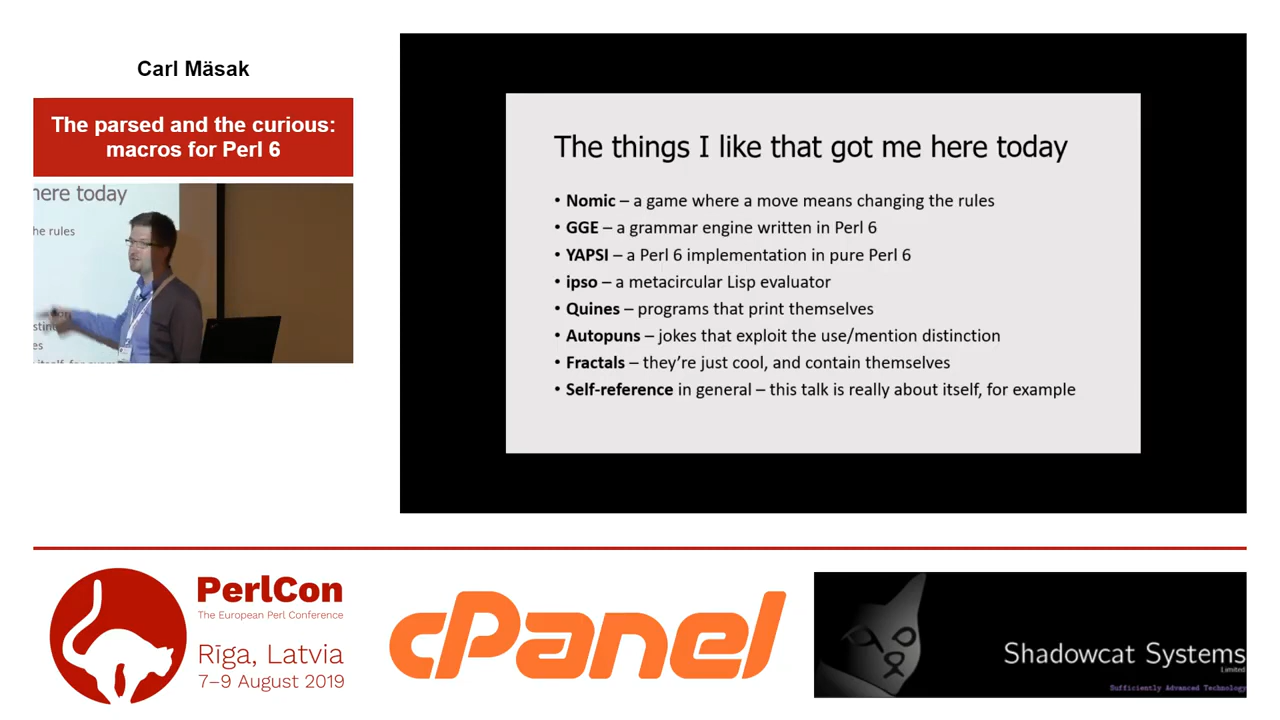 Carl Mäsak
The parsed and the curious:
macros for Perl 6
here today
the rules
The things I like that got me here today
• Nomic – a game where a move means changing the rules
• GGE – a grammar engine written in Perl 6
• YAPSI – a Perl 6 implementation in pure Perl 6
• ipso – a metacircular Lisp evaluator
• Quines – programs that print themselves
• Autopuns – jokes that exploit the use/mention distinction
• Fractals – they’re just cool, and contain themselves
• Self-reference in general – this talk is really about itself, for example
PerlCon
The European Perl Conference
Rīga, Latvia
7–9 August 2019
cPanel
Shadowcat Systems
Limited
Sufficiently Advanced Technology